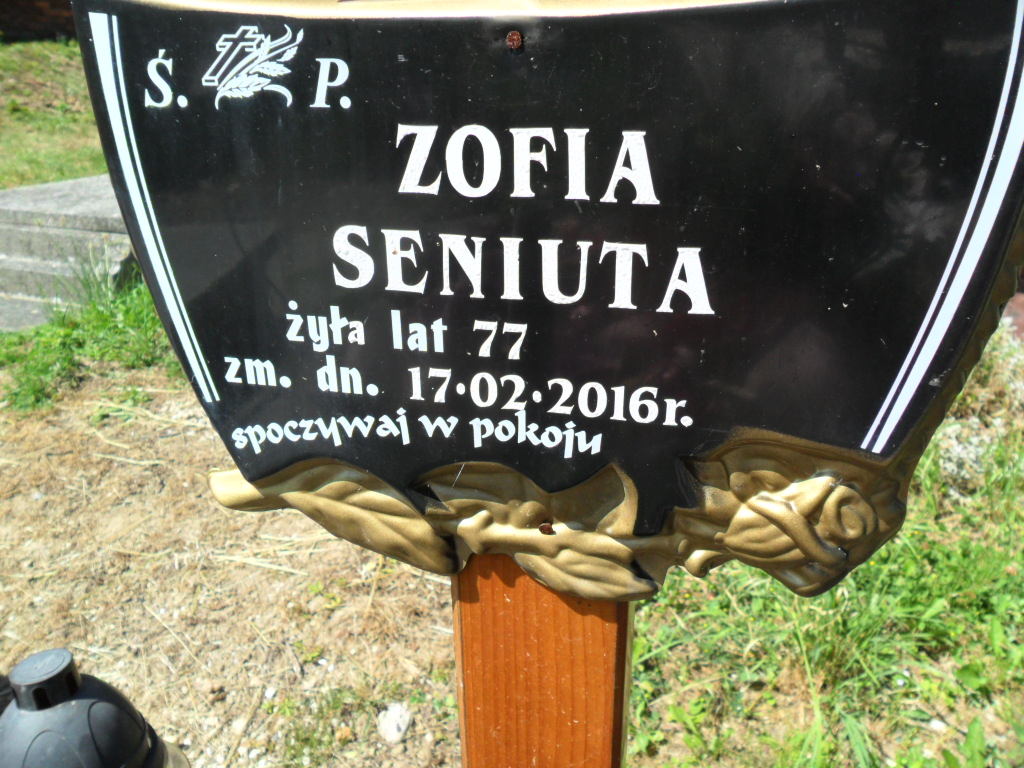 Ś. P.
ZOFIA
SENIUTA
żyła lat 77
zm. dn. 17.02.2016r.
spoczywaj w pokoju